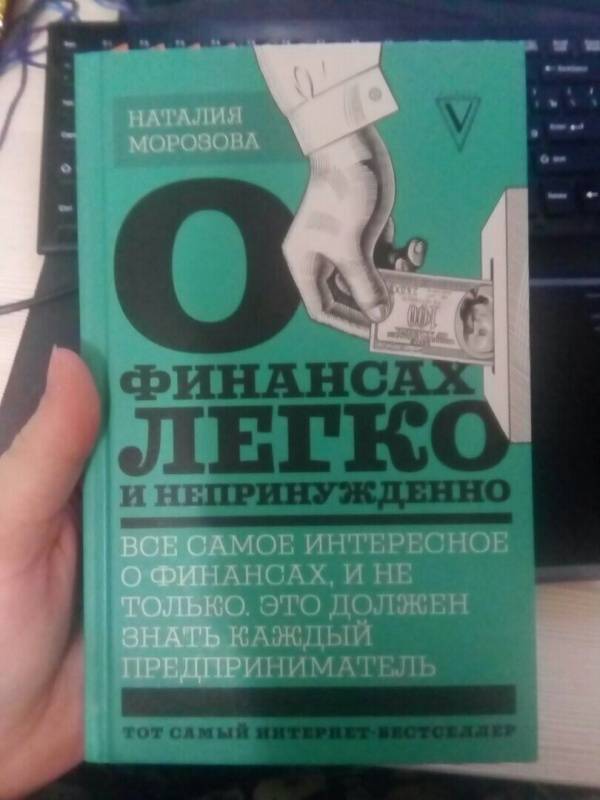 НАТАЛИЯ
МОРОЗОВА
О
ФИНАНСАХ
ЛЕГКО
И НЕПРИНУЖДЕННО
ВСЕ САМОЕ ИНТЕРЕСНОЕ
О ФИНАНСАХ, И НЕ
ТОЛЬКО. ЭТО ДОЛЖЕН
ЗНАТЬ КАЖДЫЙ
ПРЕДПРИНИМАТЕЛЬ
ТОТ САМЫЙ ИНТЕРНЕТ-БЕСТСЕЛЛЕР
100